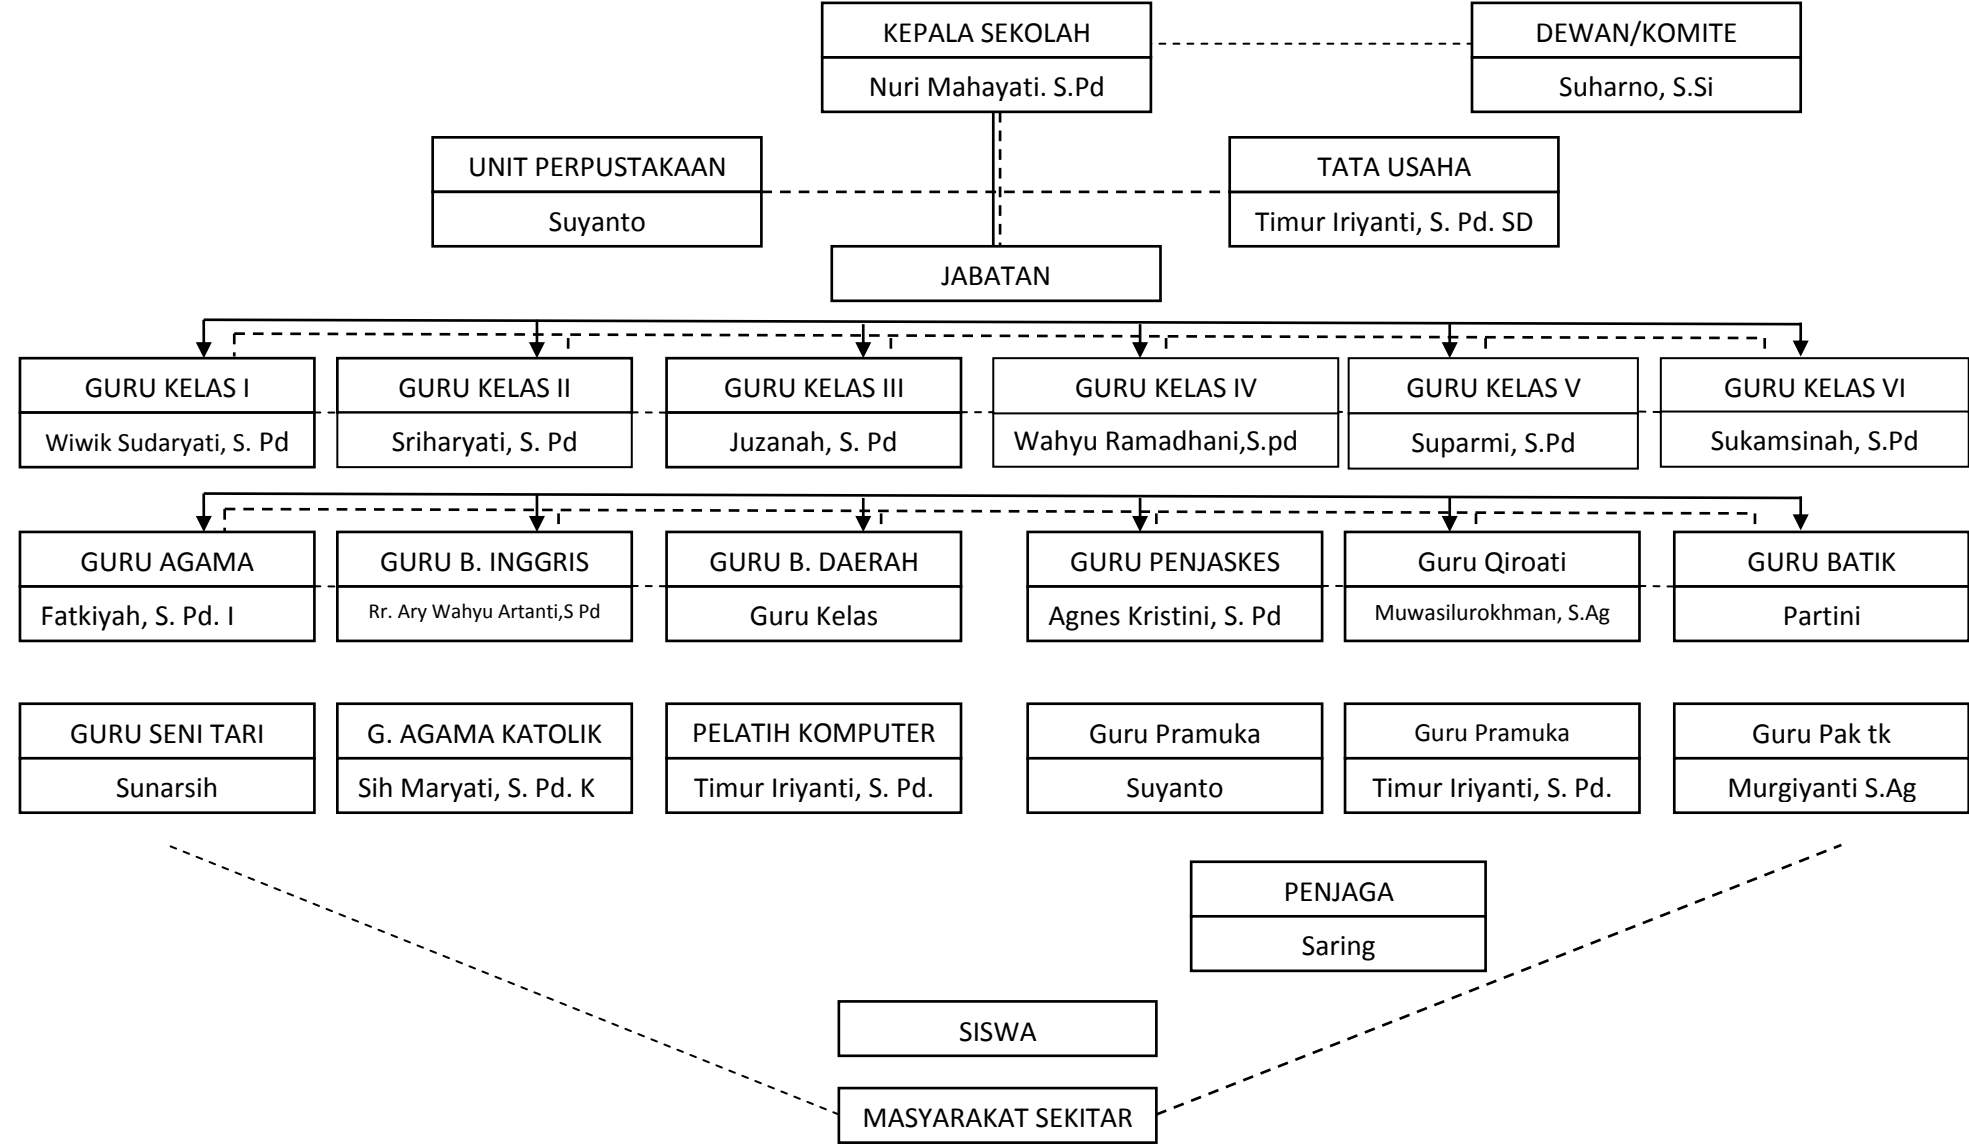 KEPALA SEKOLAH
Nuri Mahayati. S.Pd
DEWAN/KOMITE
Suharno, S.Si
UNIT PERPUSTAKAAN
Suyanto
TATA USAHA
Timur Iriyanti, S. Pd. SD
JABATAN
GURU KELAS I
Wiwik Sudaryati, S. Pd
GURU KELAS II
Sriharyati, S. Pd
GURU KELAS III
Juzanah, S. Pd
GURU KELAS IV
Wahyu Ramadhani,S.pd
GURU KELAS V
Suparmi, S.Pd
GURU KELAS VI
Sukamsinah, S.Pd
GURU AGAMA
Fatkiyah, S. Pd. I
GURU B. INGGRIS
Rr. Ary Wahyu Artanti,S Pd
GURU B. DAERAH
Guru Kelas
GURU PENJASKES
Agnes Kristini, S. Pd
Guru Qiroati
Muwasilurokhman, S.Ag
GURU BATIK
Partini
GURU SENI TARI
Sunarsih
G. AGAMA KATOLIK
Sih Maryati, S. Pd. K
PELATIH KOMPUTER
Timur Iriyanti, S. Pd.
Guru Pramuka
Suyanto
Guru Pramuka
Timur Iriyanti, S. Pd.
Guru Pak tk
Murgiyanti S.Ag
PENJAGA
Saring
SISWA
MASYARAKAT SEKITAR